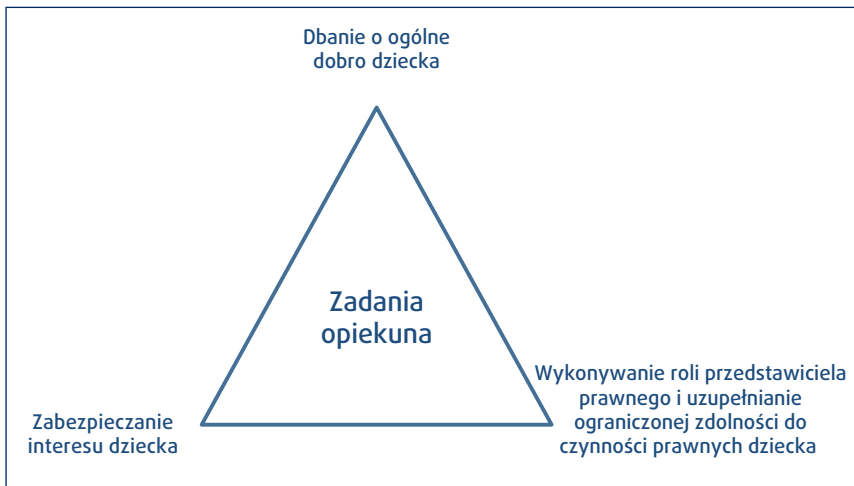 Dbanie o ogólne
dobro dziecka
Zadania
opiekuna
Zabezpieczanie
interesu dziecka
Wykonywanie roli przedstawiciela
prawnego i uzupełnianie
ograniczonej zdolności do
czynności prawnych dziecka